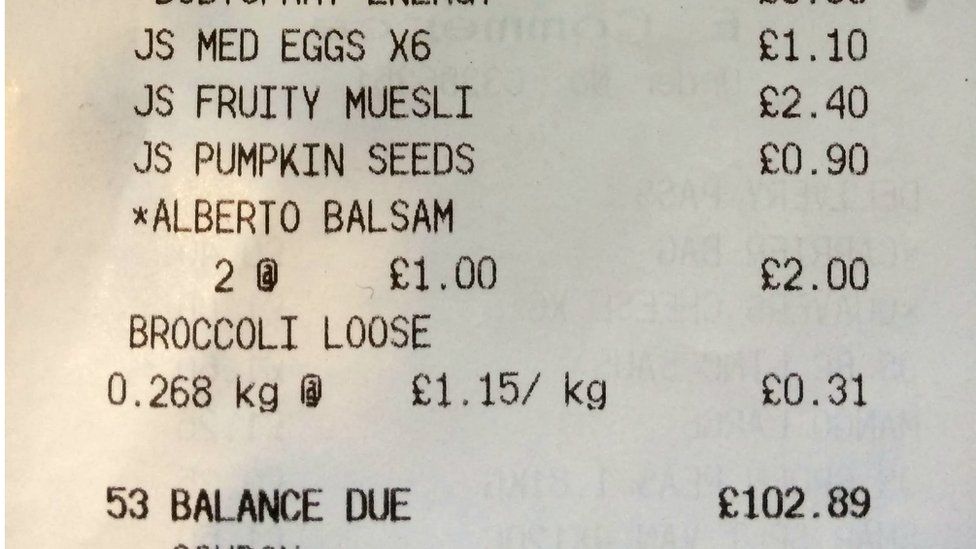 JS MED EGGS X6 £1.10
JS FRUITY MUESLI £2.40
JS PUMPKIN SEEDS £0.90
*ALBERTO BALSAM
2 @ £1.00 £2.00
BROCCOLI LOOSE
0.268 kg @ £1.15/ kg £0.31
53 BALANCE DUE £102.89